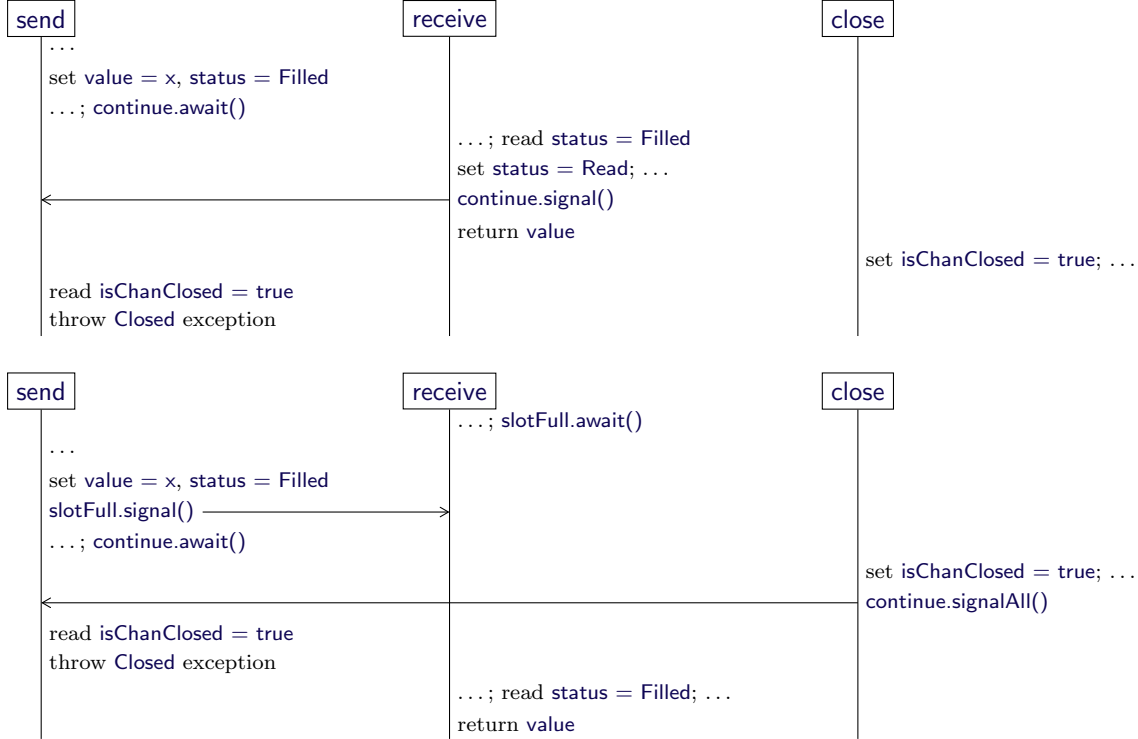 send
receive
close
...
set value = x, status = Filled
...; continue.await()
...; read status = Filled
set status = Read; ...
continue.signal()
return value
set isChanClosed = true; ...
read isChanClosed = true
throw Closed exception
send
receive
close
...; slotFull.await()
...
set value = x, status = Filled
slotFull.signal()
...; continue.await()
set isChanClosed = true; ...
continue.signalAll()
read isChanClosed = true
throw Closed exception
...; read status = Filled; ...
return value